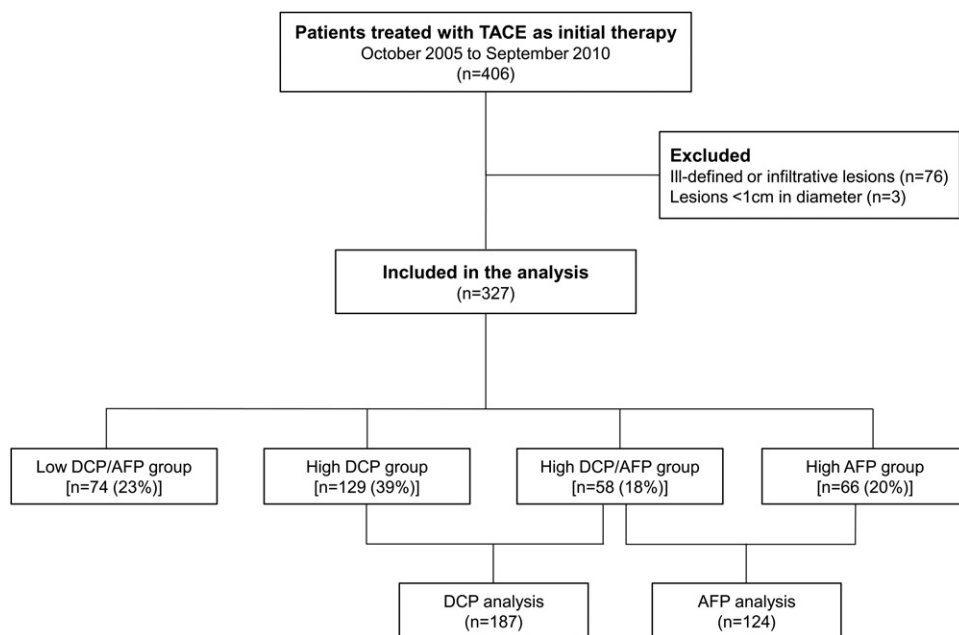 Patients treated with TACE as initial therapy
October 2005 to September 2010
(n=406)
Excluded
Ill-defined or infiltrative lesions (n=76)
Lesions <1cm in diameter (n=3)
Included in the analysis
(n=327)
Low DCP/AFP group
[n=74 (23%)]
High DCP group
[n=129 (39%)]
High DCP/AFP group
[n=58 (18%)]
High AFP group
[n=66 (20%)]
DCP analysis
(n=187)
AFP analysis
(n=124)